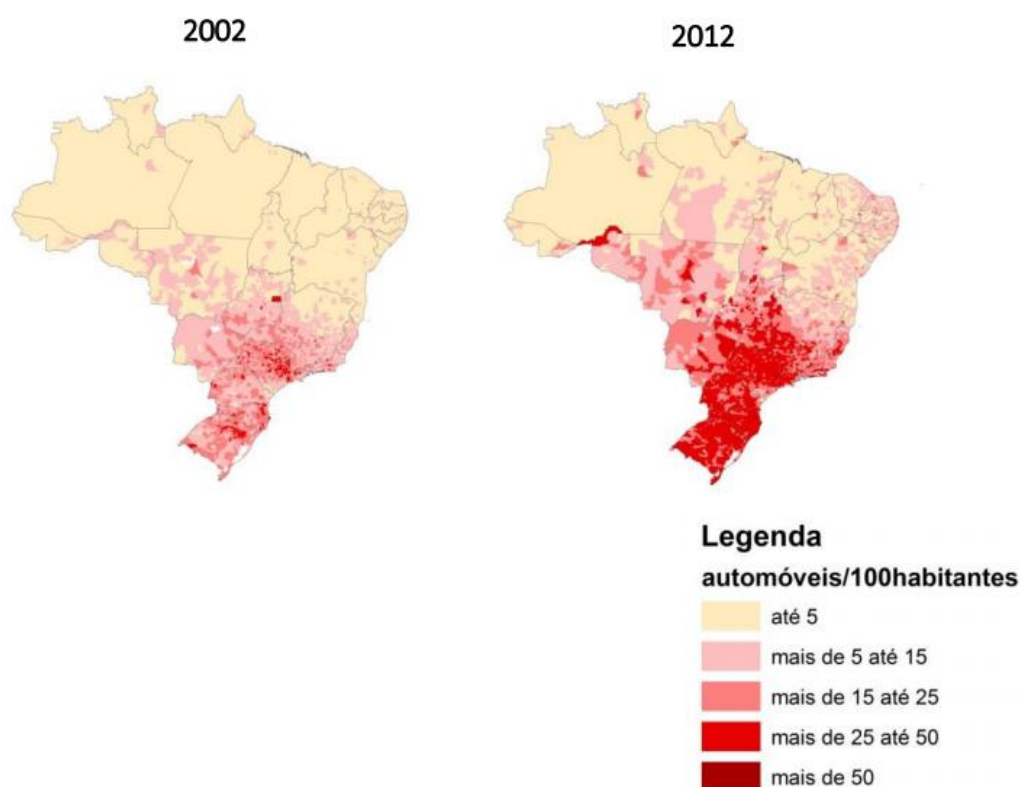 2002
2012
Legenda
automóveis/100habitantes
até 5
mais de 5 até 15
mais de 15 até 25
mais de 25 até 50
mais de 50